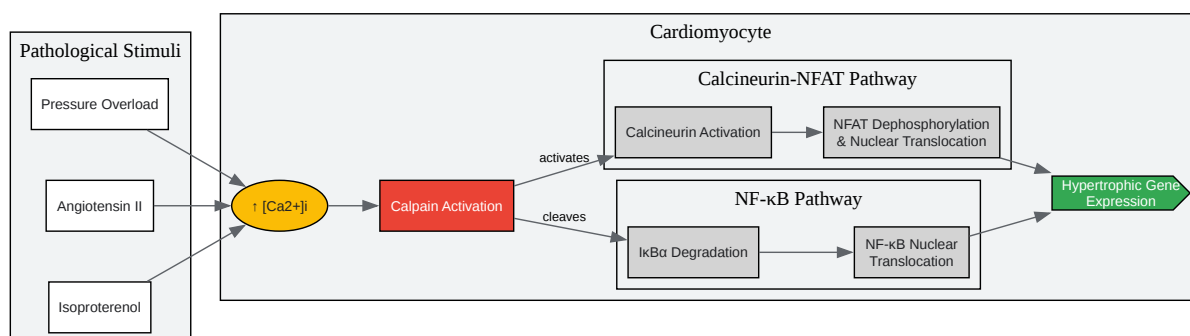 Cardiomyocyte
Pathological Stimuli
Pressure Overload
Angiotensin II
Isoproterenol
↑ [Ca2+]i
Calpain Activation
activates
cleaves
Calcineurin-NFAT Pathway
Calcineurin Activation
NFAT Dephosphorylation
& Nuclear Translocation
NF-κB Pathway
IκBα Degradation
NF-κB Nuclear
Translocation
Hypertrophic Gene
Expression